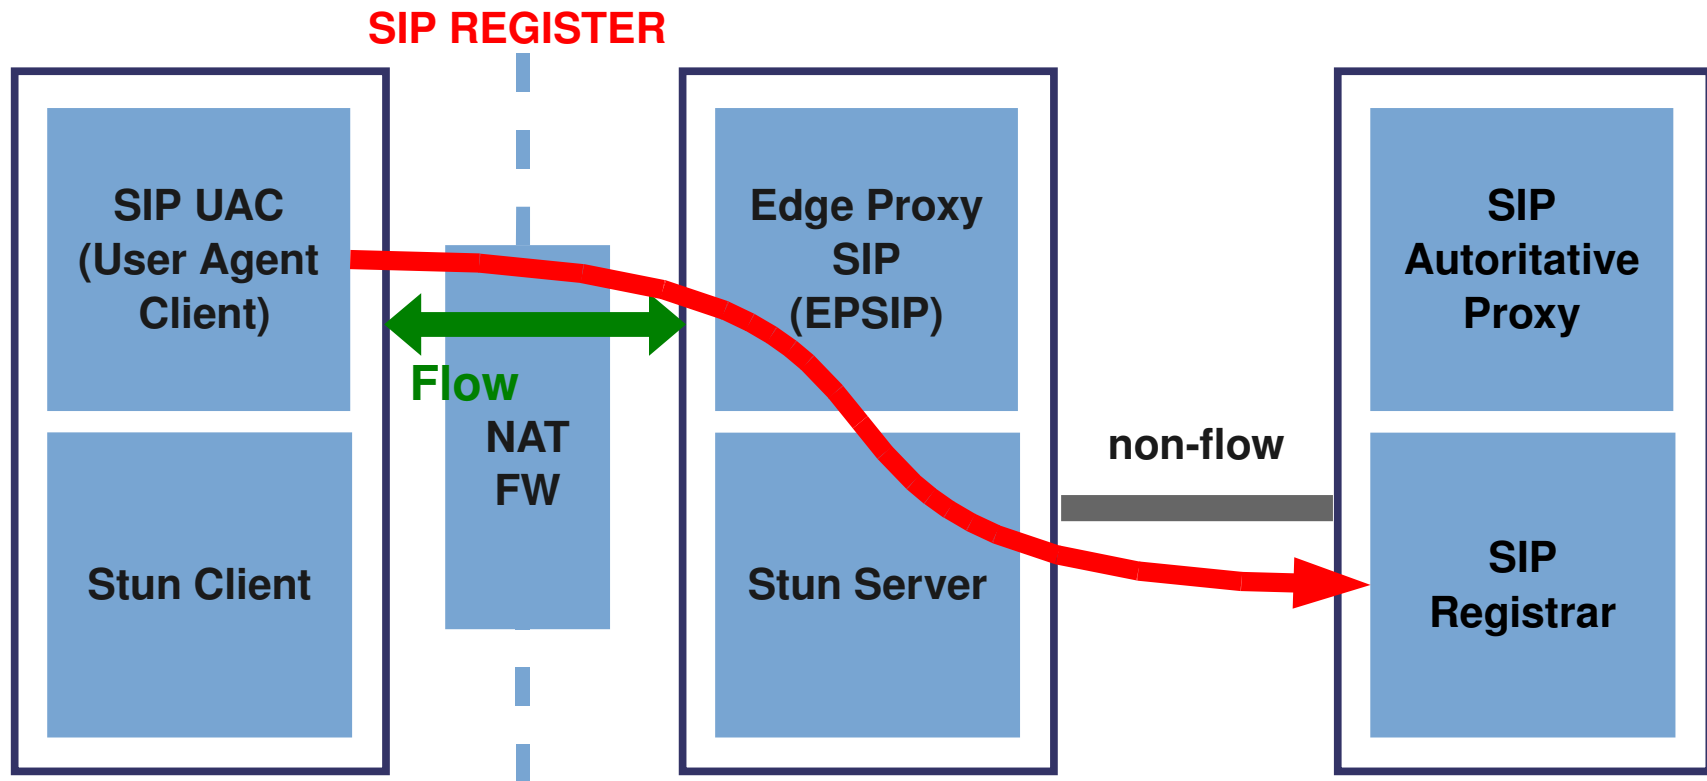 SIP REGISTER
SIP UAC
(User Agent
Client)
Stun Client
Flow
NAT
FW
Edge Proxy
SIP
(EPSIP)
Stun Server
non-flow
SIP
Autoritative
Proxy
SIP
Registrar